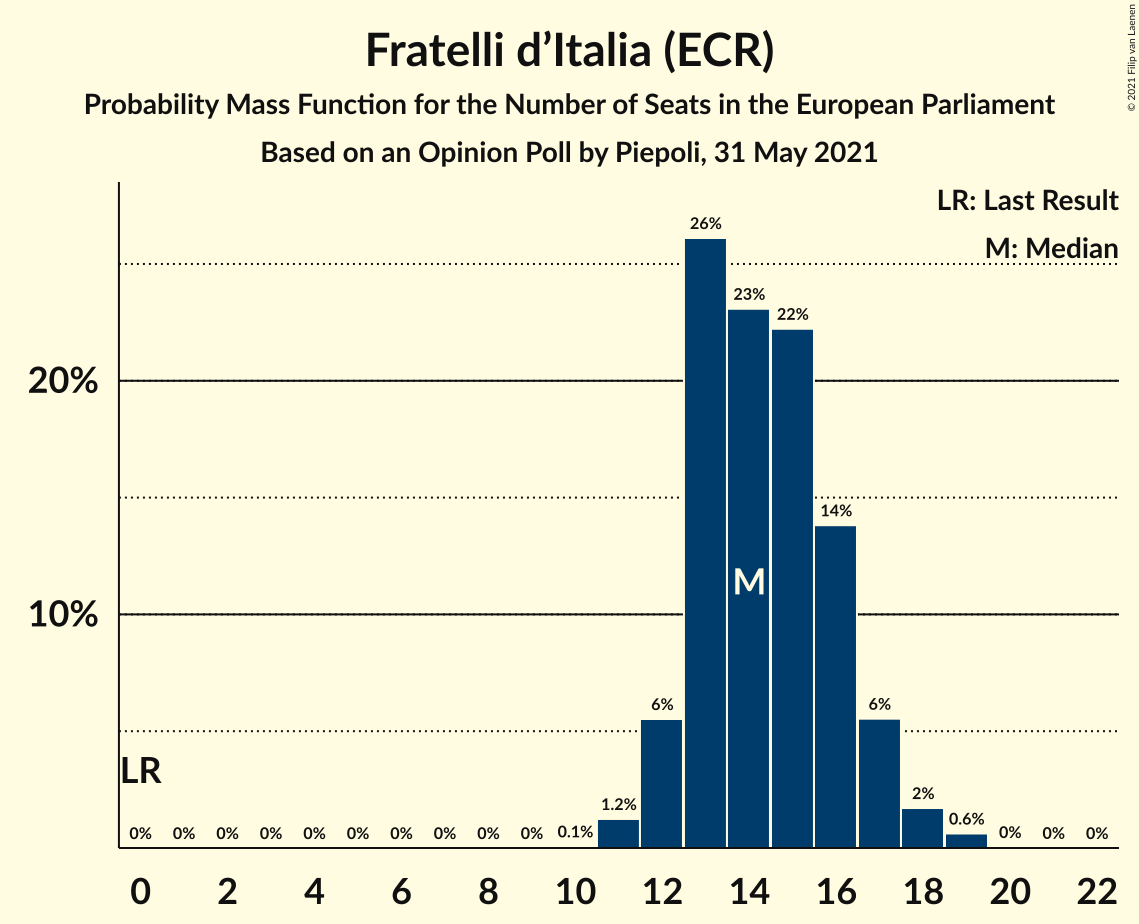 Fratelli d’Italia (ECR)
Probability Mass Function for the Number of Seats in the European Parliament
Based on an Opinion Poll by Piepoli, 31 May 2021
© 2021 Filip van Laenen
LR: Last Result
M: Median
26%
23%
22%
20%
14%
M
10%
6%
6%
LR
2%
1.2%
0.6%
0% 0% 0% 0% 0% 0% 0% 0% 0% 0% 0.1% 0% 0% 0%
0 2 4 6 8 10 12 14 16 18 20 22